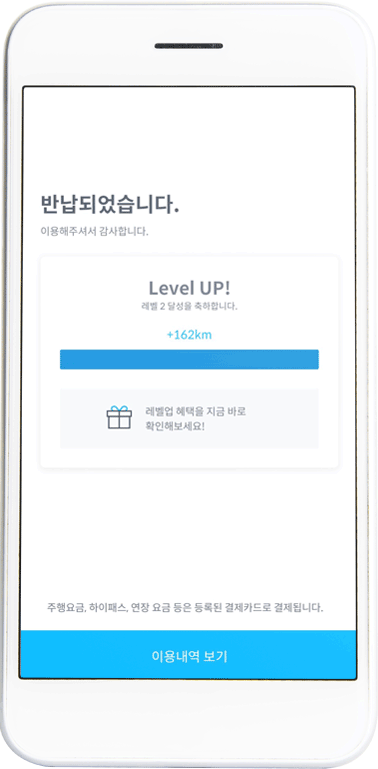 반납되었습니다.
이용해주셔서 감사합니다.
Level UP!
레벨 2 달성을 축하합니다.
+162km
레벨업 혜택을 지금 바로
확인해보세요!
주행요금, 하이패스, 연장 요금 등은 등록된 결제카드로 결제됩니다.
이용내역 보기